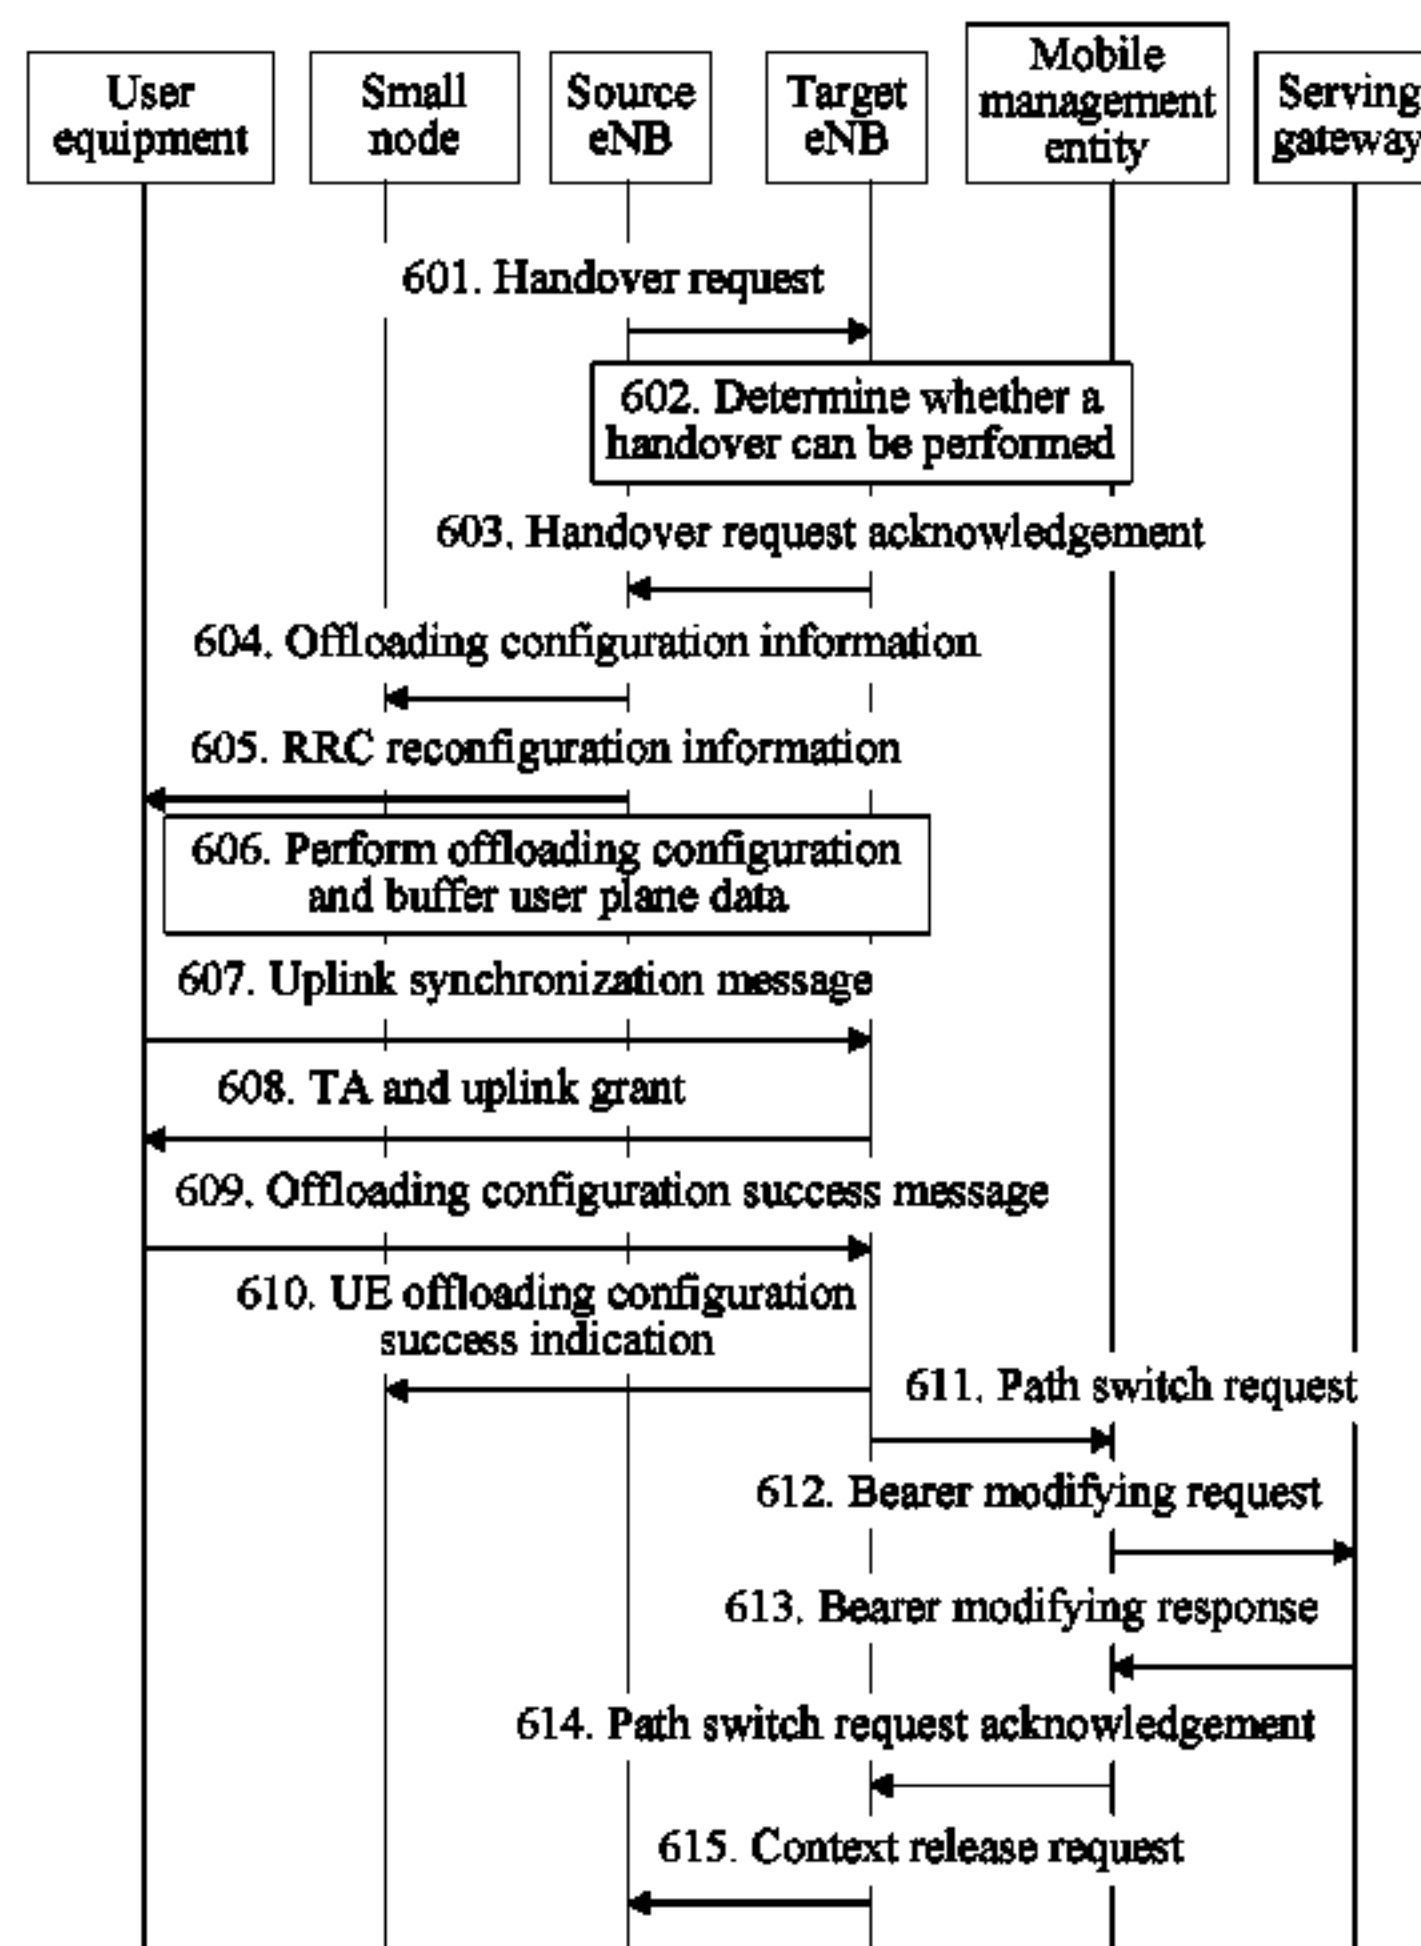 User
equipment
Small
node
Source
eNB
Target
eNB
Mobile
management
entity
Serving
gateway
601. Handover request
602. Determine whether a
handover can be performed
603. Handover request acknowledgement
604. Offloading configuration information
605. RRC reconfiguration information
606. Perform offloading configuration
and buffer user plane data
607. Uplink synchronization message
608. TA and uplink grant
609. Offloading configuration success message
610. UE offloading configuration
success indication
611. Path switch request
612. Bearer modifying request
613. Bearer modifying response
614. Path switch request acknowledgement
615. Context release request